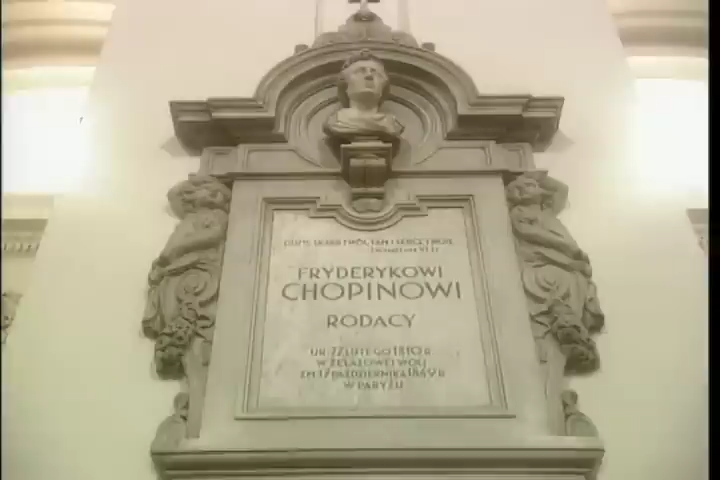 GDZIE SKARB TWÓJ, TAM I SERCE TWOJE
FRYDERYKOWI
CHOPINOWI
RODACY
UR. 22 LUTEGO 1810 R.
W ŻELAZOWEJ WOLI
ZM. 17 PAŹDZIERNIKA 1849 R.
W PARYŻU